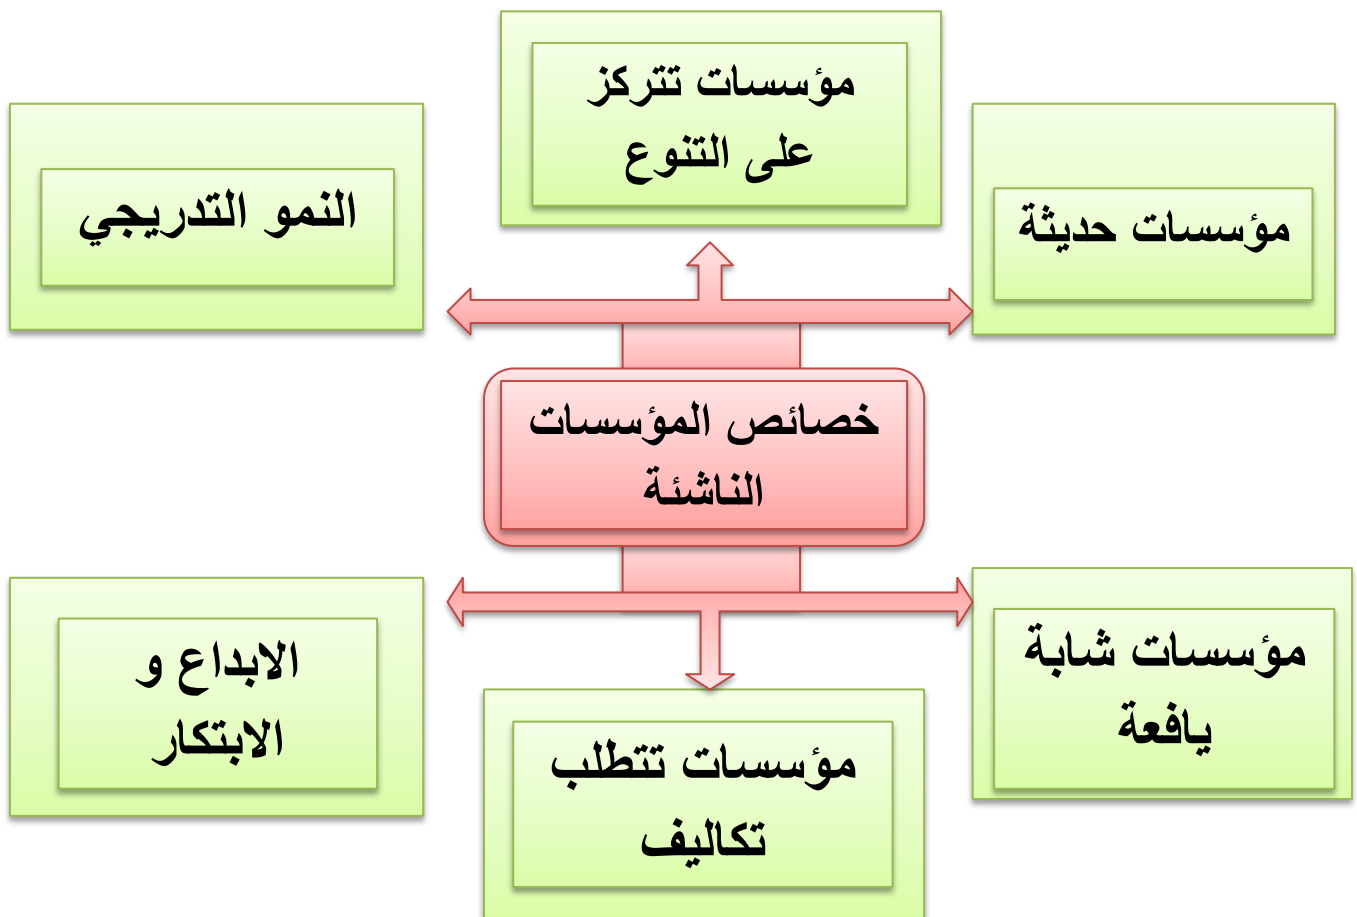 مؤسسات تتركز
على التنوع
مؤسسات حديثة
النمو التدريجي
خصائص المؤسسات
الناشئة
مؤسسات شابة
يافعة
الابداع و
الابتكار
مؤسسات تتطلب
تكاليف